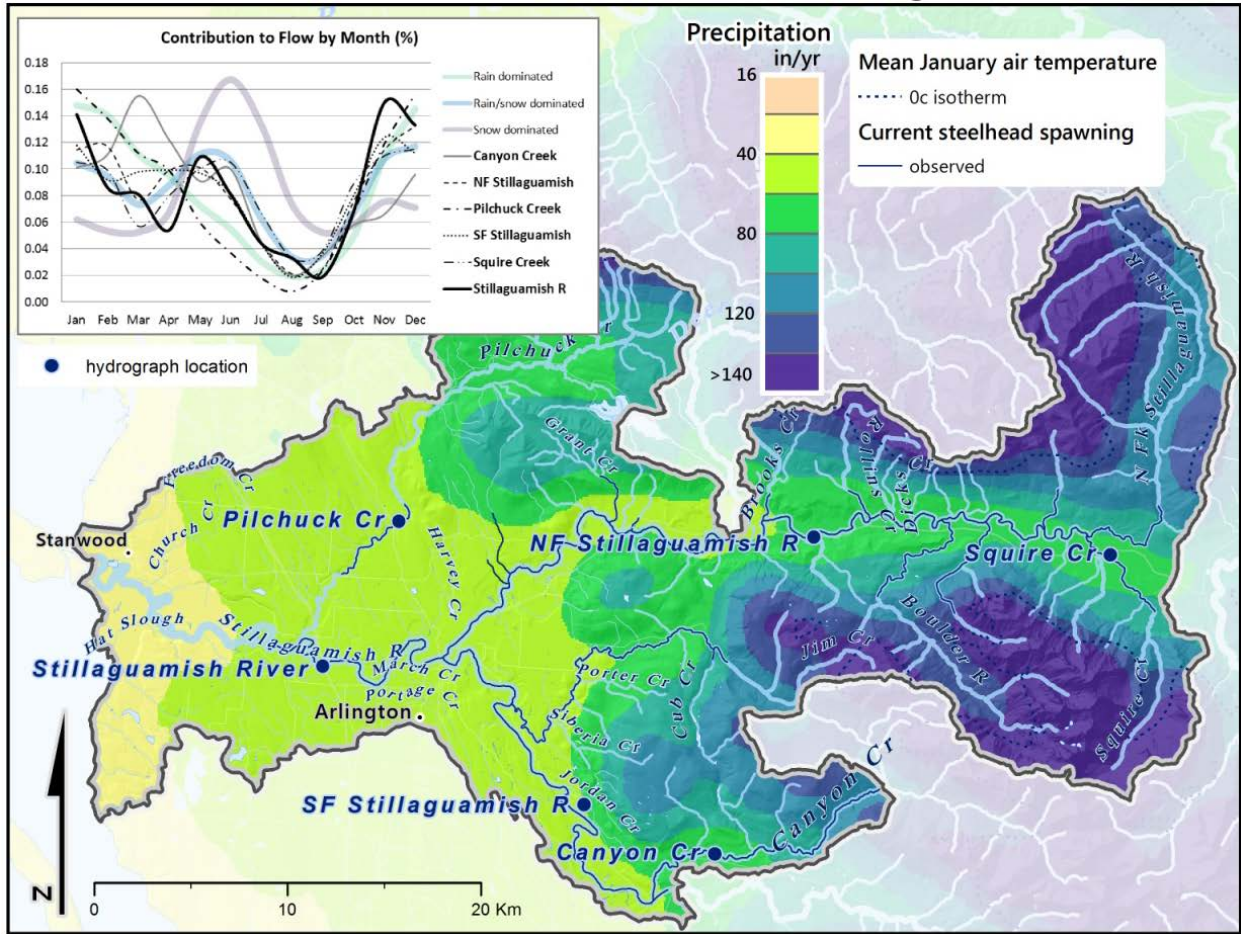 Contribution to Flow by Month (%)
0.18
0.16
0.14
0.12
0.10
0.08
0.06
0.04
0.02
0.00
Jan Feb Mar Apr May Jun Jul Aug Sep Oct Nov Dec
Rain dominated
Rain/snow dominated
Snow dominated
Canyon Creek
NF Stillaguamish
Pilchuck Creek
SF Stillaguamish
Squire Creek
Stillaguamish R
hydrograph location
Precipitation
in/yr
16
40
80
120
>140
Mean January air temperature
0c isotherm
Current steelhead spawning
observed
Pilchuck
Grant Cr
Brooks Cr
Rollins Cr
Dicks Cr
N Fk Stillaguamish R
Freedom Cr
Church Cr
Pilchuck Cr
Stanwood
Harvey Cr
NF Stillaguamish R
Squire Cr
Hat Slough
Stillaguamish R
Stillaguamish River
March Cr
Portage Cr
Arlington
Porter Cr
Cub Cr
Jim Cr
Boulder R
Squire Cr
Siberia Cr
Jordan Cr
SF Stillaguamish R
Canyon Cr
Canyon Cr
N
0 10 20 Km